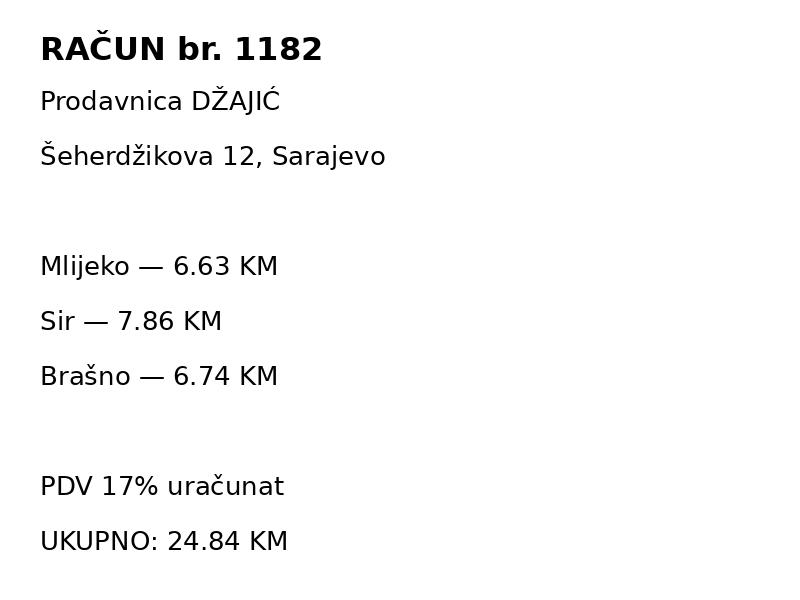 RAČUN br. 1182
Prodavnica DŽAJIĆ
Šeherdžikova 12, Sarajevo
Mlijeko — 6.63 KM
Sir — 7.86 KM
Brašno — 6.74 KM
PDV 17% uračunat
UKUPNO: 24.84 KM